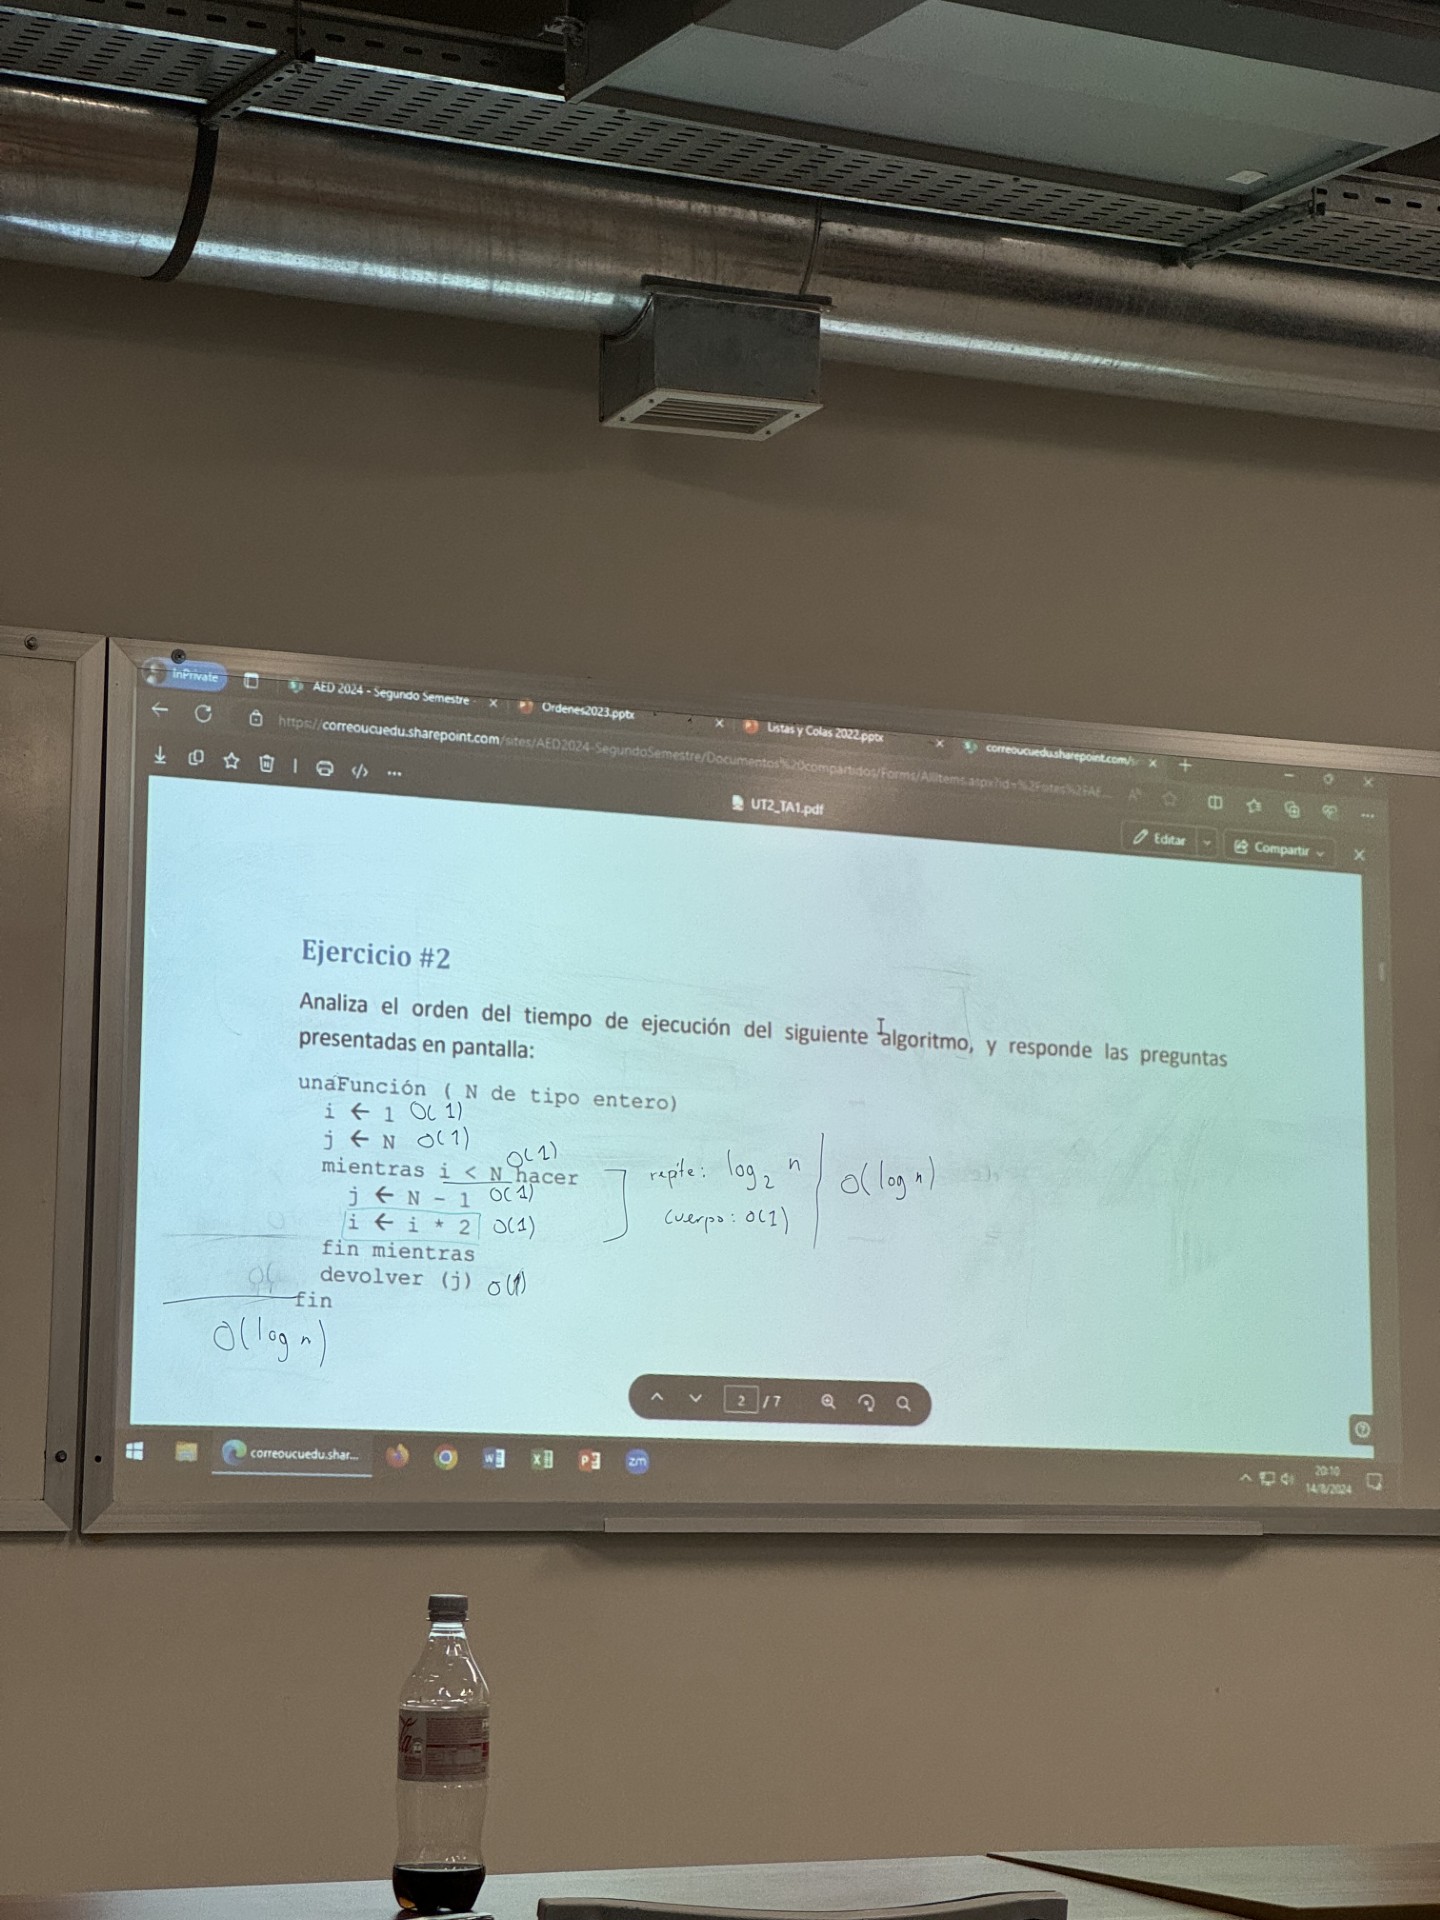 InPrivate
AED 2024 - Segundo Semestre
Ordenes2023.pptx
Listas y Colas 2022.pptx
correoucuedu.sharepoint.com/
https://correoucuedu.sharepoint.com/sites/AED2024-SegundoSemestre/Documentos%20compartidos/Forms/AllItems.aspx?id=%2Fsites%2FAE...
UT2_TA1.pdf
Editar
Compartir
Ejercicio #2
Analiza el orden del tiempo de ejecución del siguiente algoritmo, y responde las preguntas
presentadas en pantalla:
unaFunción ( N de tipo entero)
i ← 1 O(1)
j ← N O(1)
O(1)
mientras i < N hacer
j ← N - 1 O(1)
i ← i * 2 O(1)
fin mientras
devolver (j) O(1)
fin
O(log n)
repite: log₂ n
cuerpo: O(1)
O(log n)
2 /7
correoucuedu.shar...
zm
20:10
14/8/2024